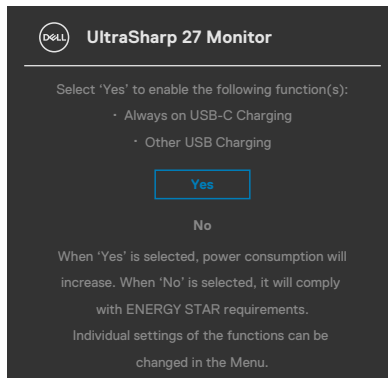 DELL UltraSharp 27 Monitor
Select ‘Yes’ to enable the following function(s):
· Always on USB-C Charging
· Other USB Charging
Yes
No
When ‘Yes’ is selected, power consumption will
increase. When ‘No’ is selected, it will comply
with ENERGY STAR requirements.
Individual settings of the functions can be
changed in the Menu.